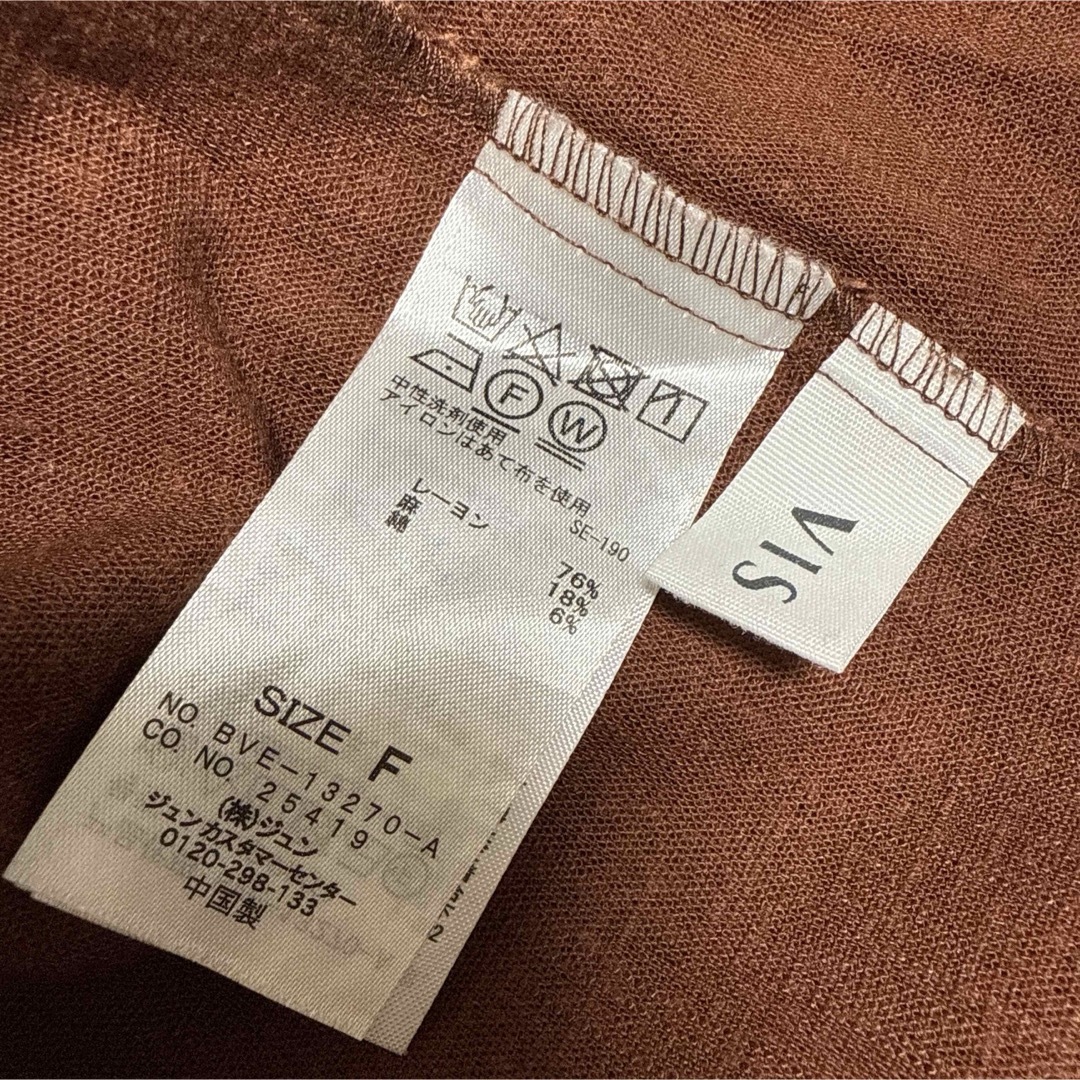 F W
中性洗剤使用
アイロンはあて布を使用
SE-190
レーヨン 76%
麻 18%
綿 6%
SIZE F
NO. BVE-13270-A
CO. NO. 25419
(株)ジュン
ジュンカスタマーセンター
0120-298-133
中国製
VIS